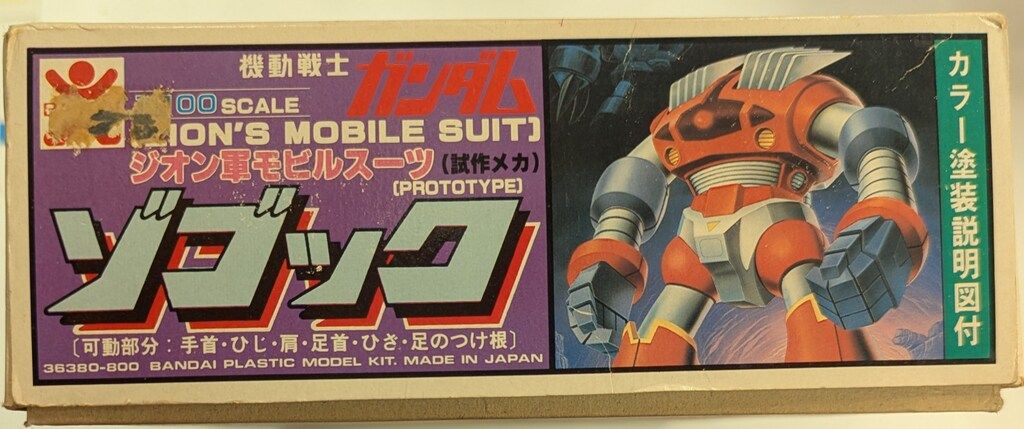 機動戦士 ガンダム
00 SCALE
ION'S MOBILE SUIT]
ジオン軍モビルスーツ (試作メカ)
[PROTOTYPE]
ゾゴック
[可動部分:手首・ひじ・肩・足首・ひざ・足のつけ根]
36380-800 BANDAI PLASTIC MODEL KIT. MADE IN JAPAN
カラー塗装説明図付